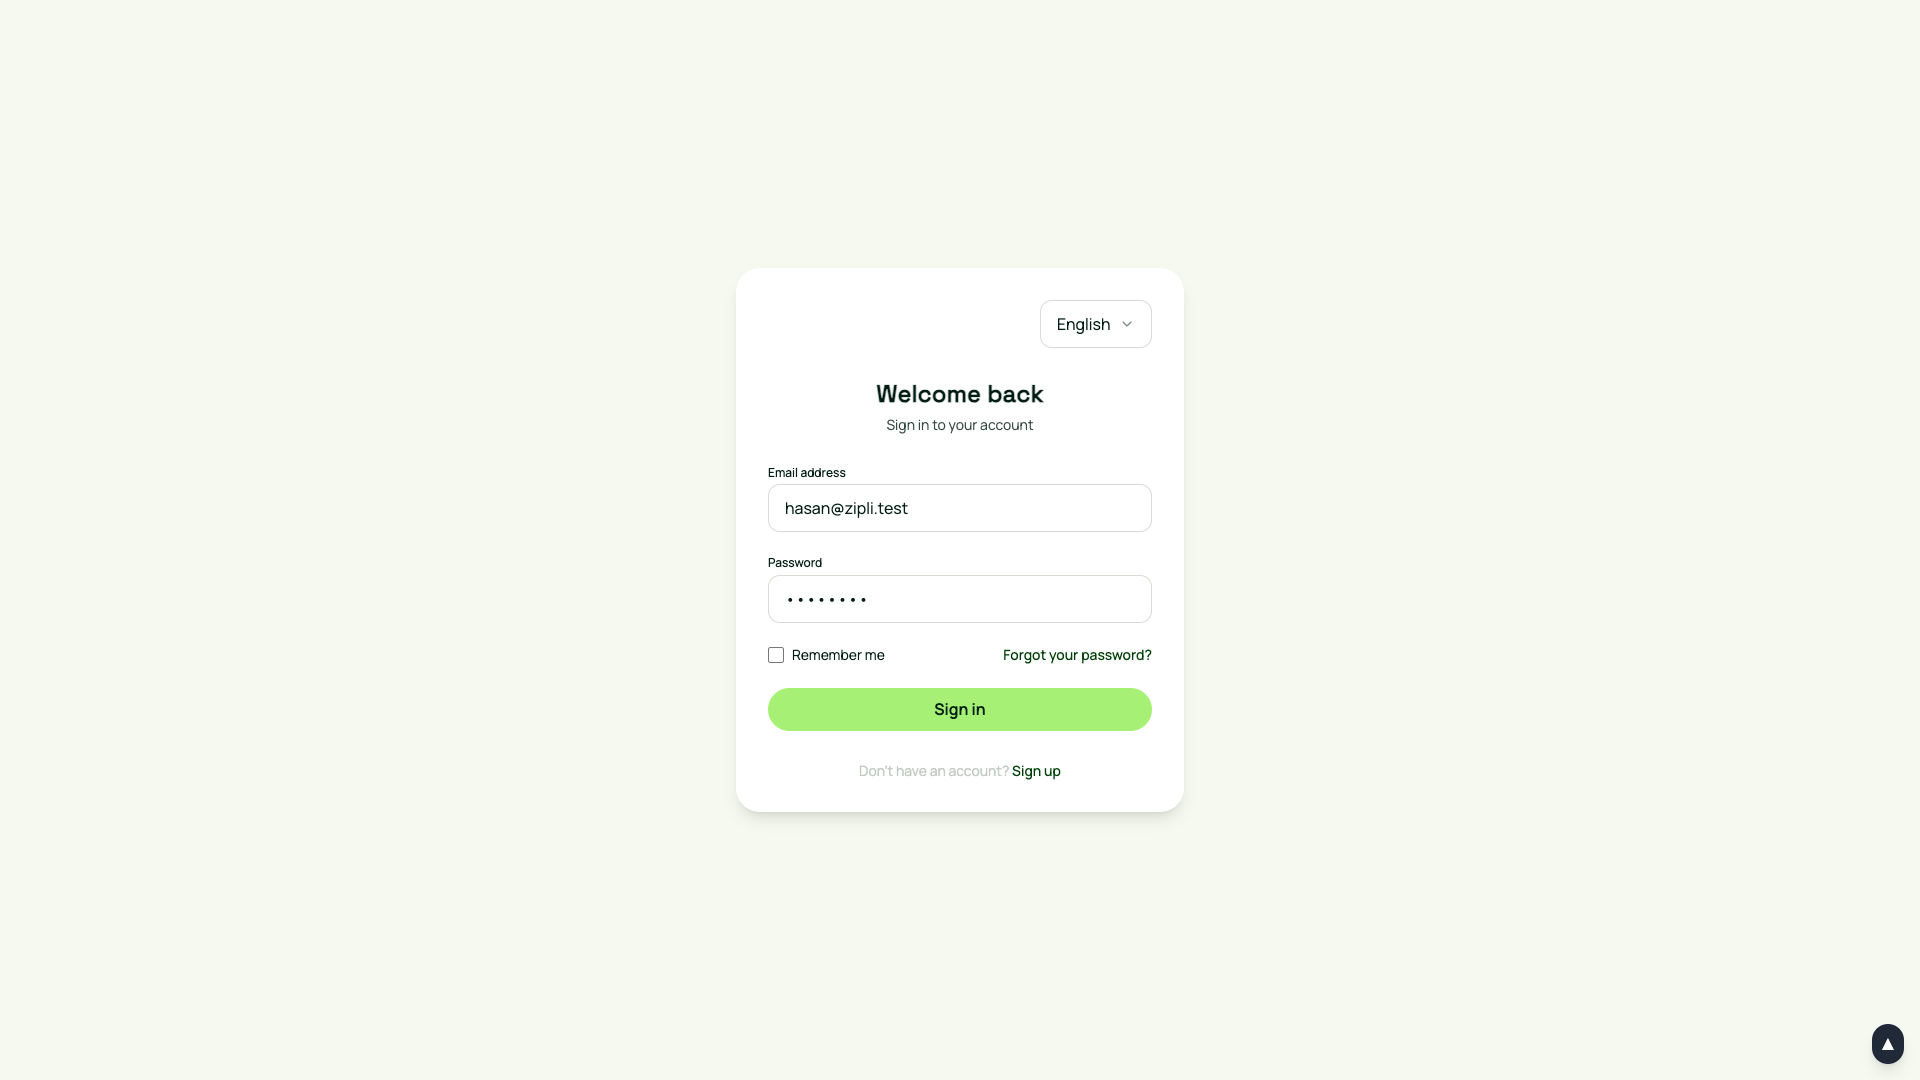 English
Welcome back
Sign in to your account
Email address
hasan@zipli.test
Password
••••••••
Remember me
Forgot your password?
Sign in
Don't have an account? Sign up